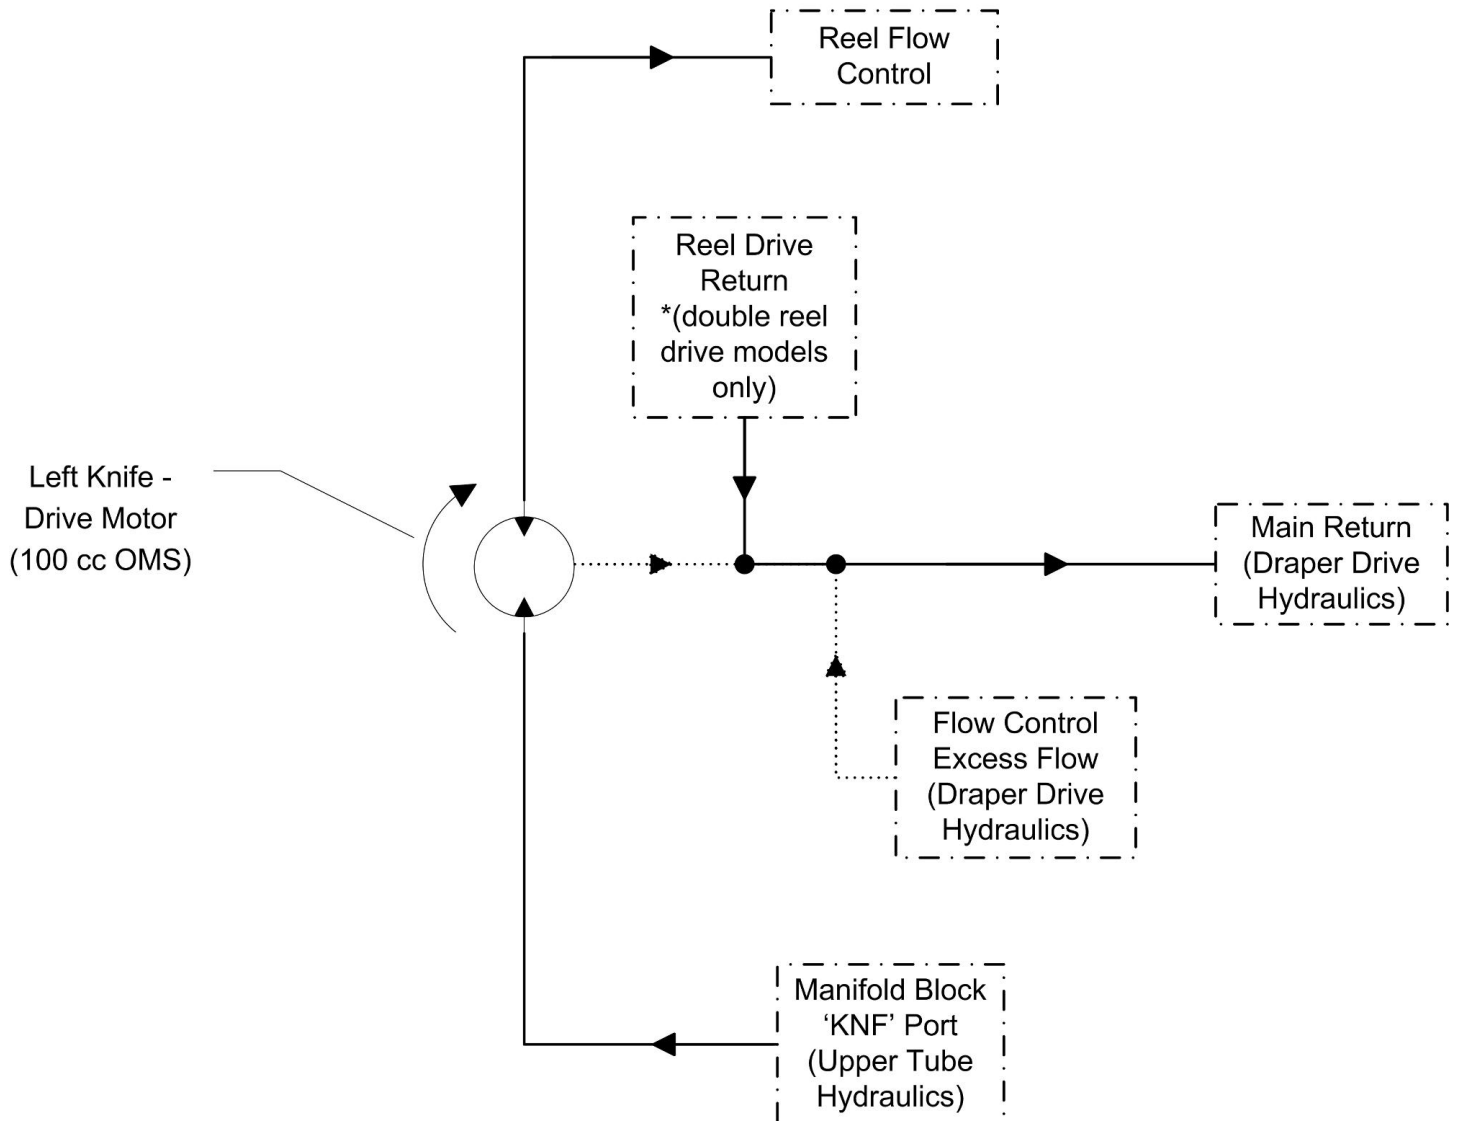 Reel Flow
Control
Reel Drive
Return
*(double reel
drive models
only)
Left Knife -
Drive Motor
(100 cc OMS)
Main Return
(Draper Drive
Hydraulics)
Flow Control
Excess Flow
(Draper Drive
Hydraulics)
Manifold Block
‘KNF’ Port
(Upper Tube
Hydraulics)